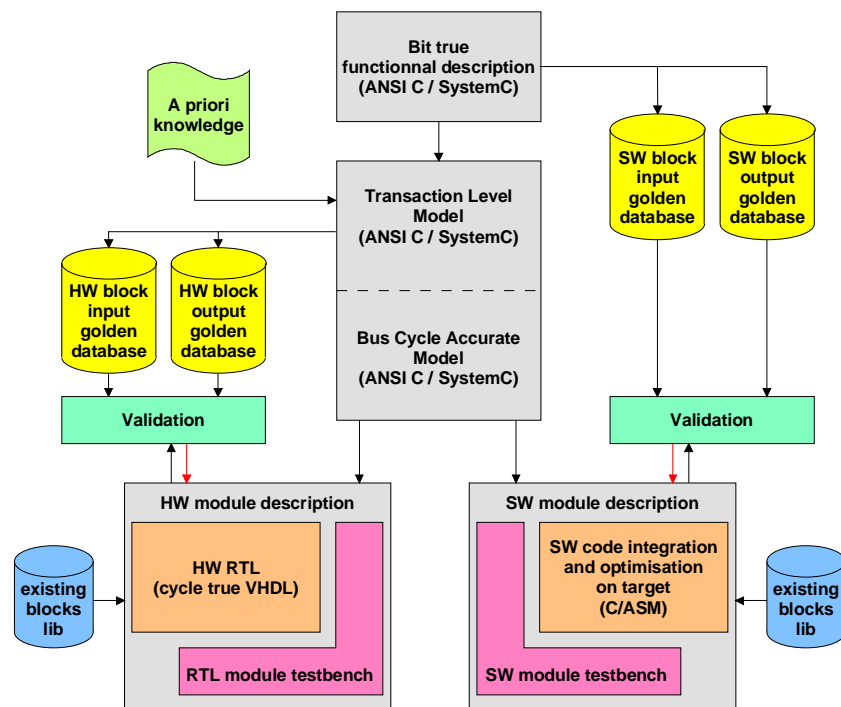 Bit true
functionnal description
(ANSI C / SystemC)
A priori
knowledge
SW block
input
golden
database
SW block
output
golden
database
Transaction Level
Model
(ANSI C / SystemC)
HW block
input
golden
database
HW block
output
golden
database
Bus Cycle Accurate
Model
(ANSI C / SystemC)
Validation
Validation
HW module description
SW module description
HW RTL
(cycle true VHDL)
SW code integration
and optimisation
on target
(C/ASM)
existing
blocks
lib
existing
blocks
lib
RTL module testbench
SW module testbench